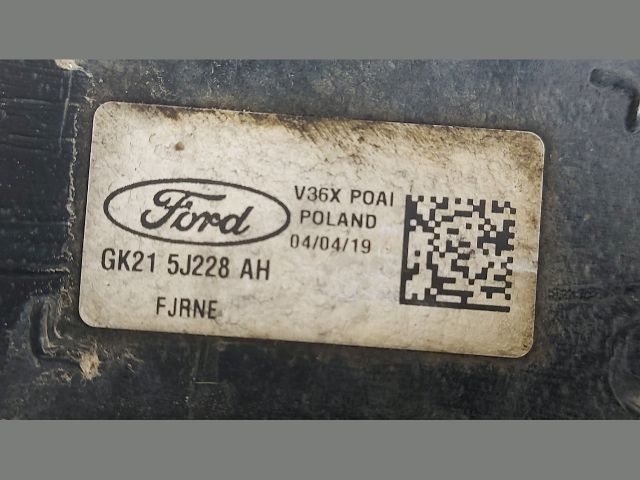 Ford
V36X POAI
POLAND
04/04/19
GK21 5J228 AH
FJRNE